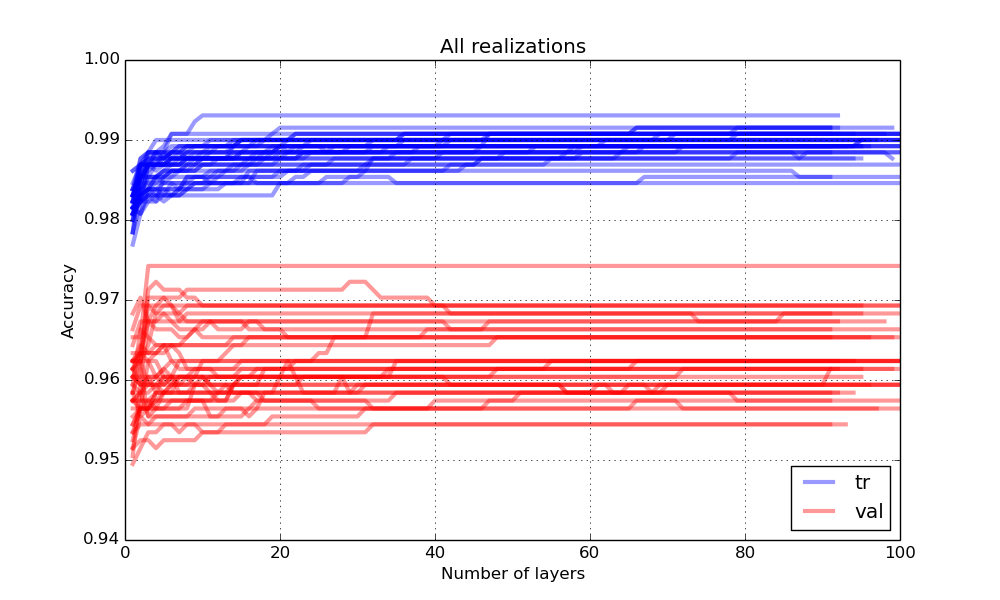 All realizations
1.00
0.99
0.98
0.97
0.96
0.95
0.94
Accuracy
0 20 40 60 80 100
Number of layers
tr
val